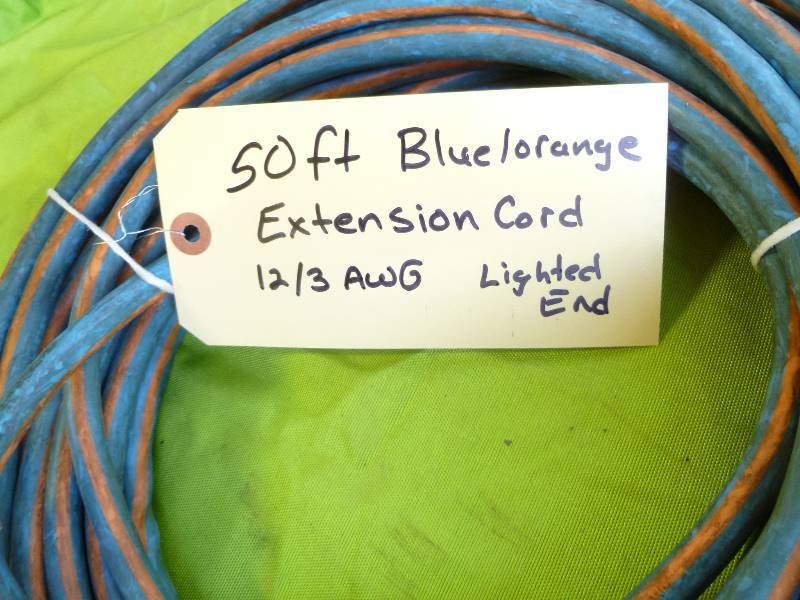 50ft Blue/orange
Extension Cord
12/3 AWG Lighted
End